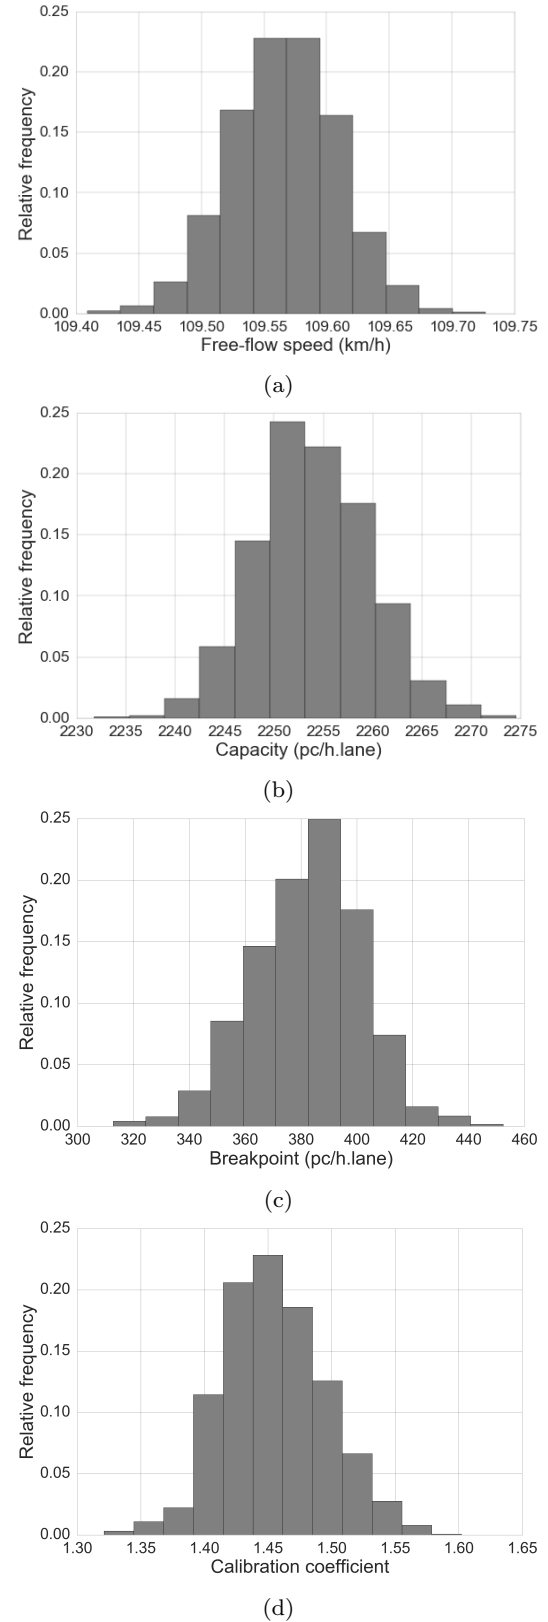 0.25
0.20
0.15
0.10
0.05
0.00
Relative frequency
109.40 109.45 109.50 109.55 109.60 109.65 109.70 109.75
Free-flow speed (km/h)
(a)
0.25
0.20
0.15
0.10
0.05
0.00
Relative frequency
2230 2235 2240 2245 2250 2255 2260 2265 2270 2275
Capacity (pc/h.lane)
(b)
0.25
0.20
0.15
0.10
0.05
0.00
Relative frequency
300 320 340 360 380 400 420 440 460
Breakpoint (pc/h.lane)
(c)
0.25
0.20
0.15
0.10
0.05
0.00
Relative frequency
1.30 1.35 1.40 1.45 1.50 1.55 1.60 1.65
Calibration coefficient
(d)